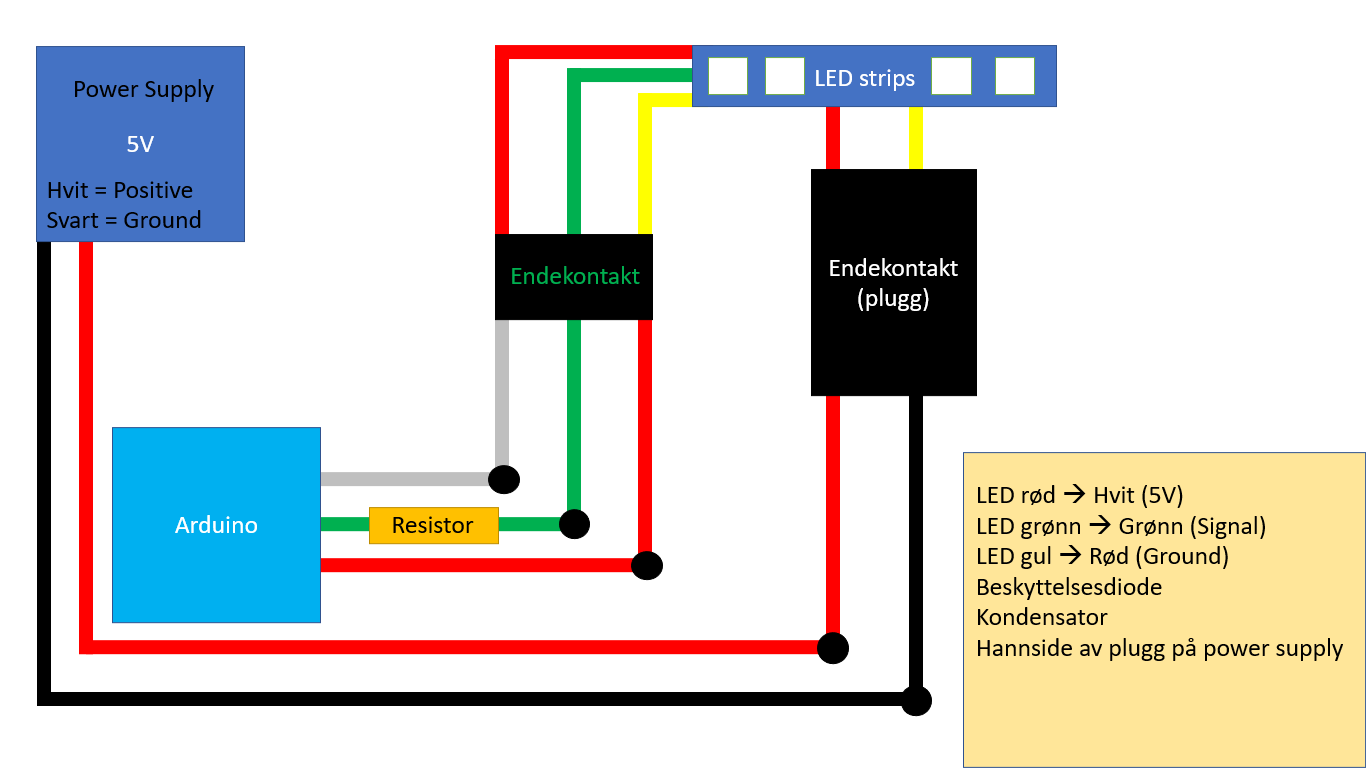 Power Supply
5V
Hvit = Positive
Svart = Ground
LED strips
Endekontakt
Endekontakt
(plugg)
Arduino
Resistor
LED rød → Hvit (5V)
LED grønn → Grønn (Signal)
LED gul → Rød (Ground)
Beskyttelsesdiode
Kondensator
Hannside av plugg på power supply